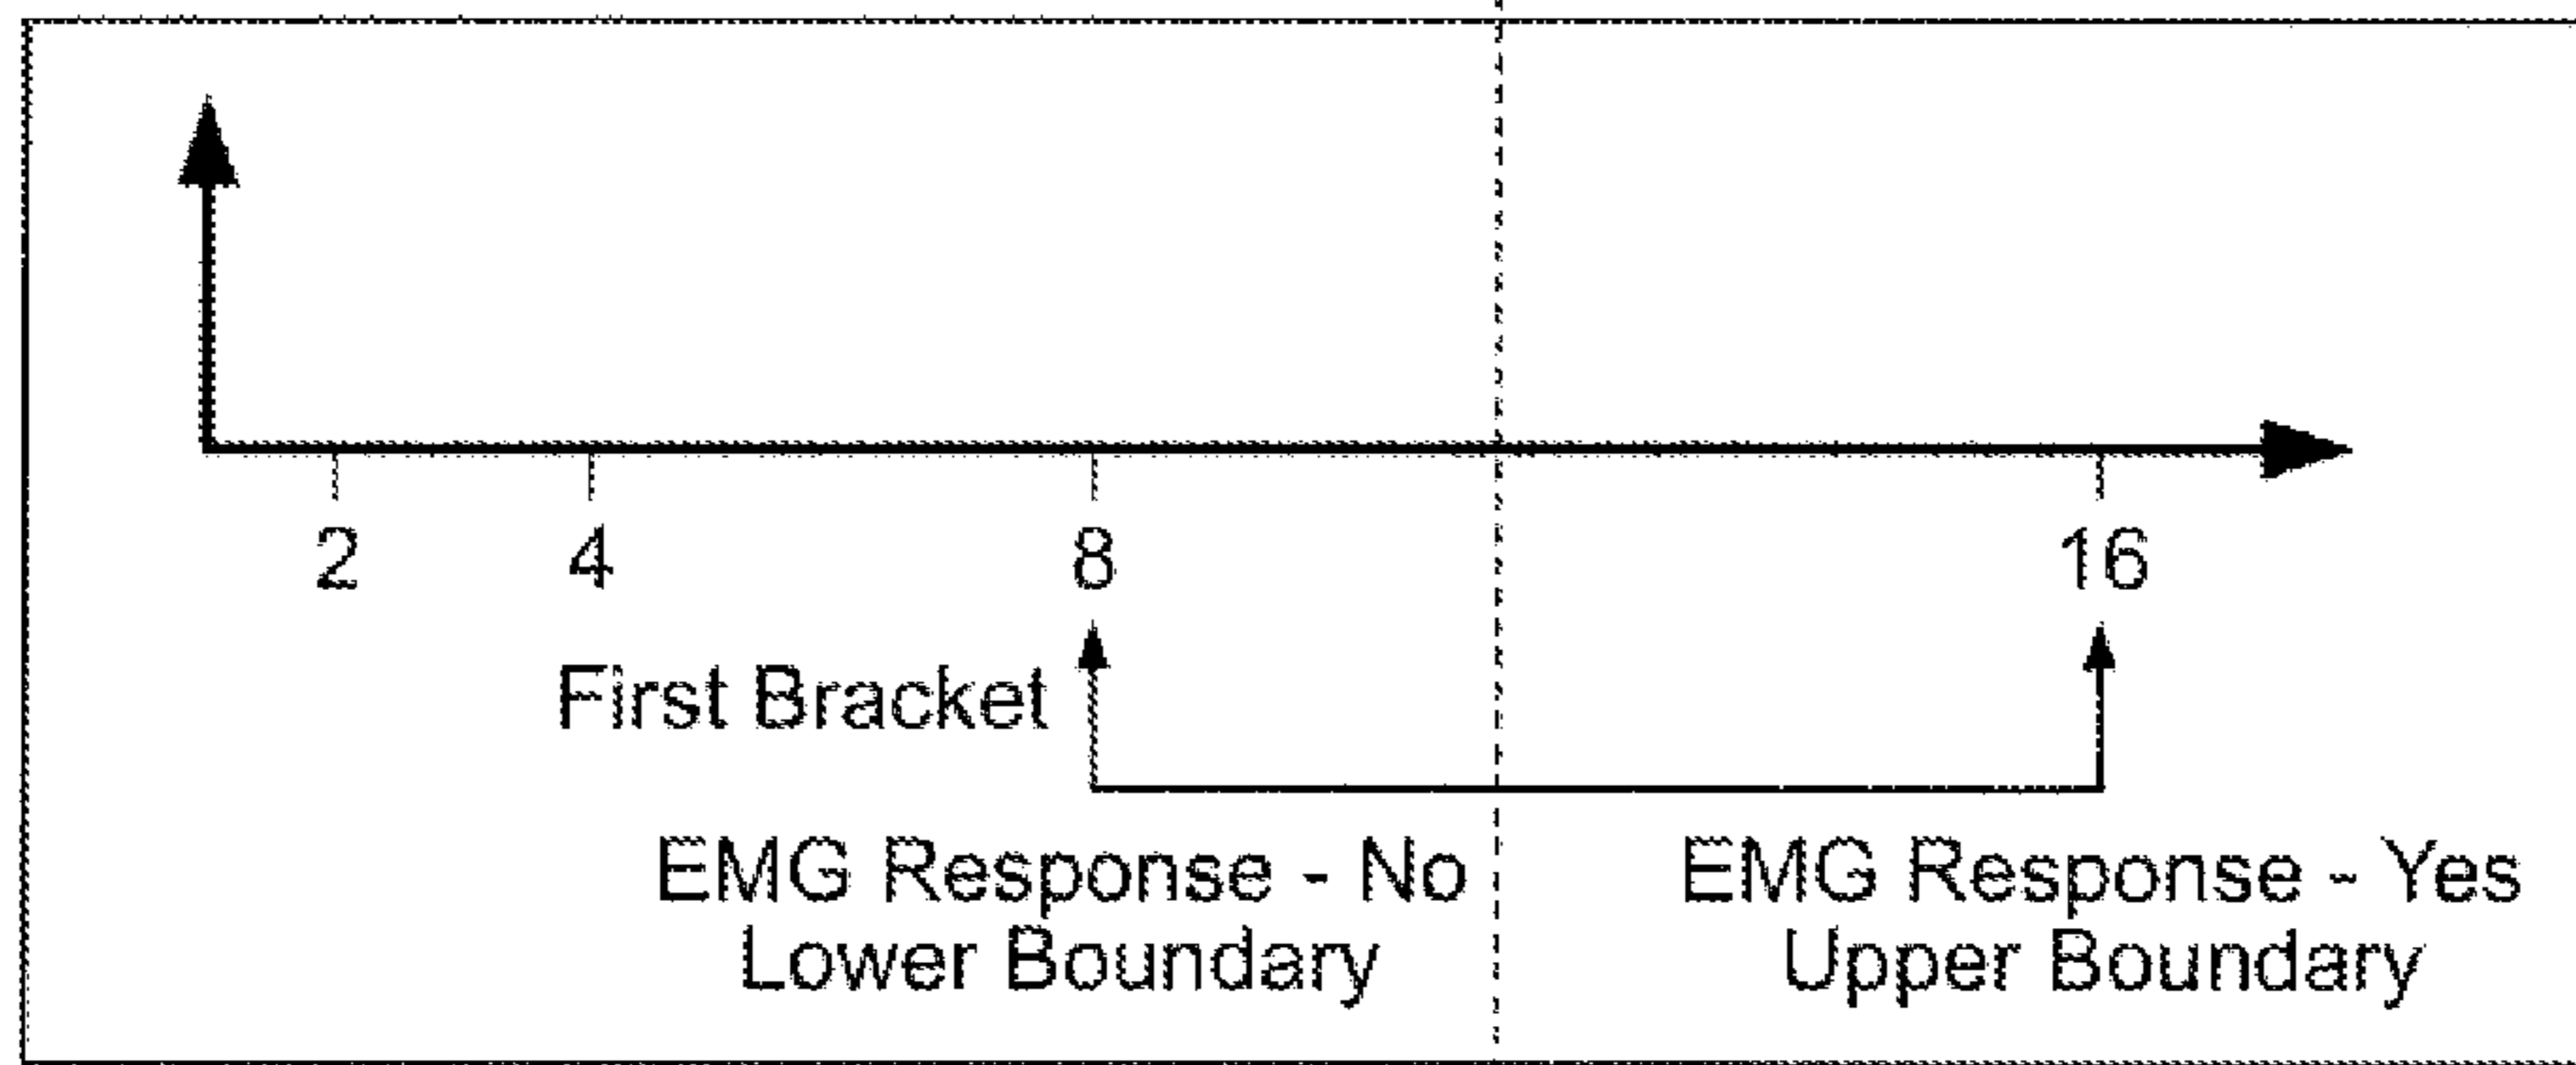 2 4 8 16
First Bracket
EMG Response - No EMG Response - Yes
Lower Boundary Upper Boundary